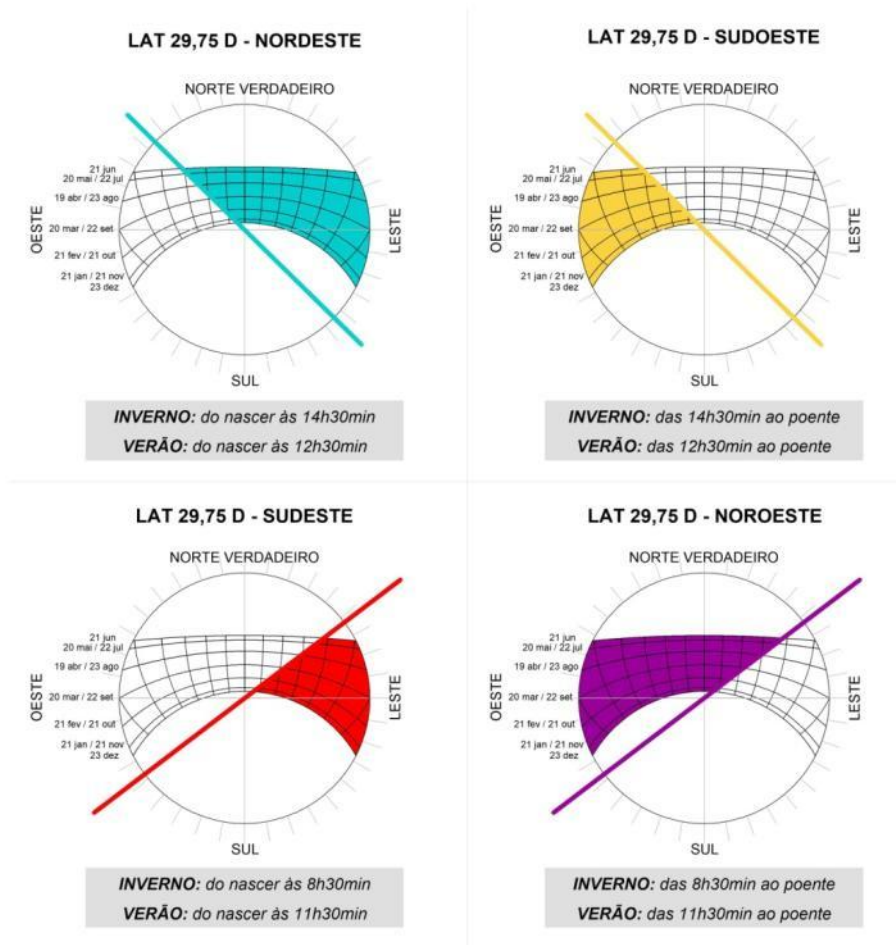 LAT 29,75 D - NORDESTE
NORTE VERDADEIRO
21 jun
20 mai / 22 jul
19 abr / 23 ago
20 mar / 22 set
21 fev / 21 out
21 jan / 21 nov
23 dez
OESTE
LESTE
SUL
INVERNO: do nascer às 14h30min
VERÃO: do nascer às 12h30min
LAT 29,75 D - SUDOESTE
NORTE VERDADEIRO
21 jun
20 mai / 22 jul
19 abr / 23 ago
20 mar / 22 set
21 fev / 21 out
21 jan / 21 nov
23 dez
OESTE
LESTE
SUL
INVERNO: das 14h30min ao poente
VERÃO: das 12h30min ao poente
LAT 29,75 D - SUDESTE
NORTE VERDADEIRO
21 jun
20 mai / 22 jul
19 abr / 23 ago
20 mar / 22 set
21 fev / 21 out
21 jan / 21 nov
23 dez
OESTE
LESTE
SUL
INVERNO: do nascer às 8h30min
VERÃO: do nascer às 11h30min
LAT 29,75 D - NOROESTE
NORTE VERDADEIRO
21 jun
20 mai / 22 jul
19 abr / 23 ago
20 mar / 22 set
21 fev / 21 out
21 jan / 21 nov
23 dez
OESTE
LESTE
SUL
INVERNO: das 8h30min ao poente
VERÃO: das 11h30min ao poente